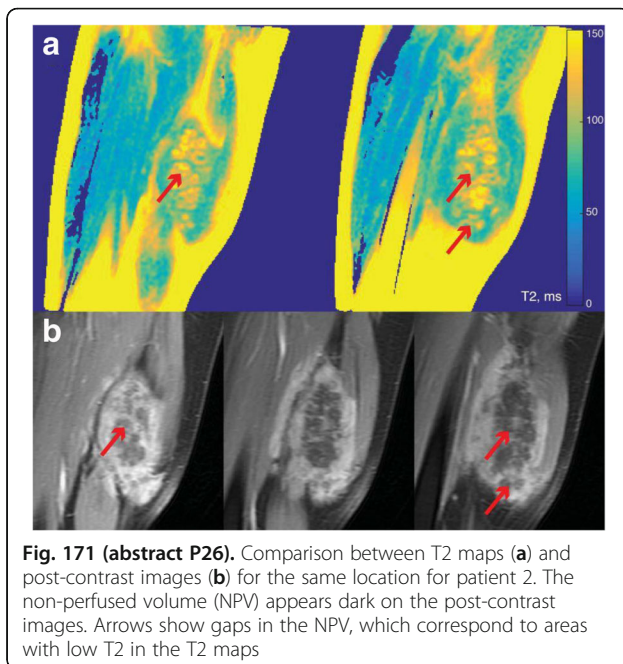 a
150
100
50
T2, ms
0
b
Fig. 171 (abstract P26). Comparison between T2 maps (a) and
post-contrast images (b) for the same location for patient 2. The
non-perfused volume (NPV) appears dark on the post-contrast
images. Arrows show gaps in the NPV, which correspond to areas
with low T2 in the T2 maps